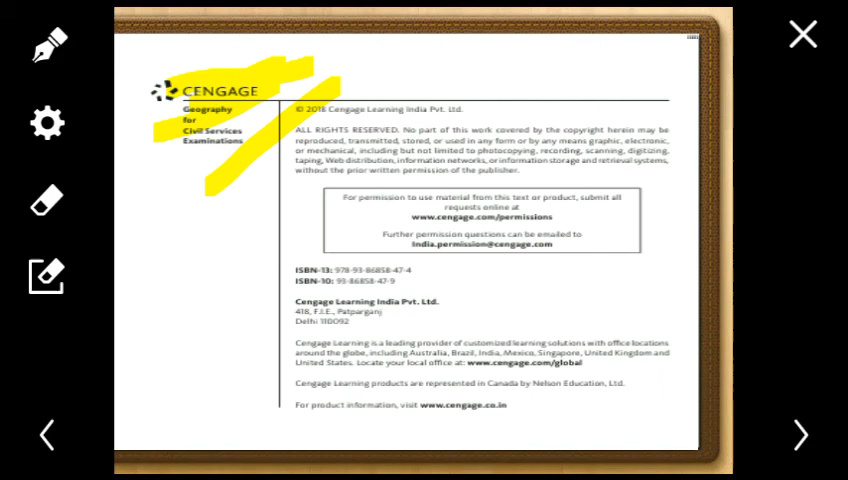 CENGAGE
Geography
for
Civil Services
Examinations
© 2018 Cengage Learning India Pvt. Ltd.
ALL RIGHTS RESERVED. No part of this work covered by the copyright herein may be
reproduced, transmitted, stored, or used in any form or by any means graphic, electronic,
or mechanical, including but not limited to photocopying, recording, scanning, digitizing,
taping, Web distribution, information networks, or information storage and retrieval systems,
without the prior written permission of the publisher.
For permission to use material from this text or product, submit all
requests online at
www.cengage.com/permissions
Further permission questions can be emailed to
India.permission@cengage.com
ISBN-13: 978-93-86858-47-4
ISBN-10: 93-86858-47-9
Cengage Learning India Pvt. Ltd.
418, F.I.E., Patparganj
Delhi 110092
Cengage Learning is a leading provider of customized learning solutions with office locations
around the globe, including Australia, Brazil, India, Mexico, Singapore, United Kingdom and
United States. Locate your local office at: www.cengage.com/global
Cengage Learning products are represented in Canada by Nelson Education, Ltd.
For product information, visit www.cengage.co.in